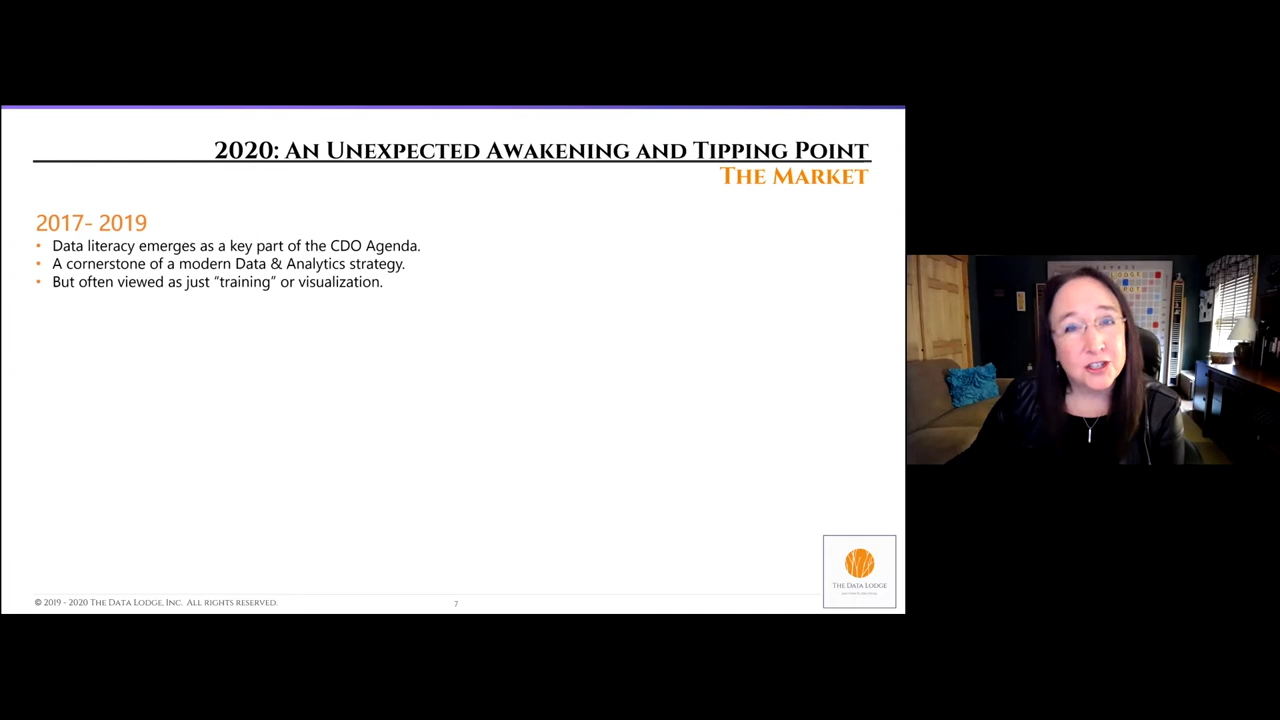 2020: An Unexpected Awakening and Tipping Point
The Market
2017- 2019
• Data literacy emerges as a key part of the CDO Agenda.
• A cornerstone of a modern Data & Analytics strategy.
• But often viewed as just “training” or visualization.
The Data Lodge
© 2019 - 2020 The Data Lodge, Inc. All rights reserved.
7